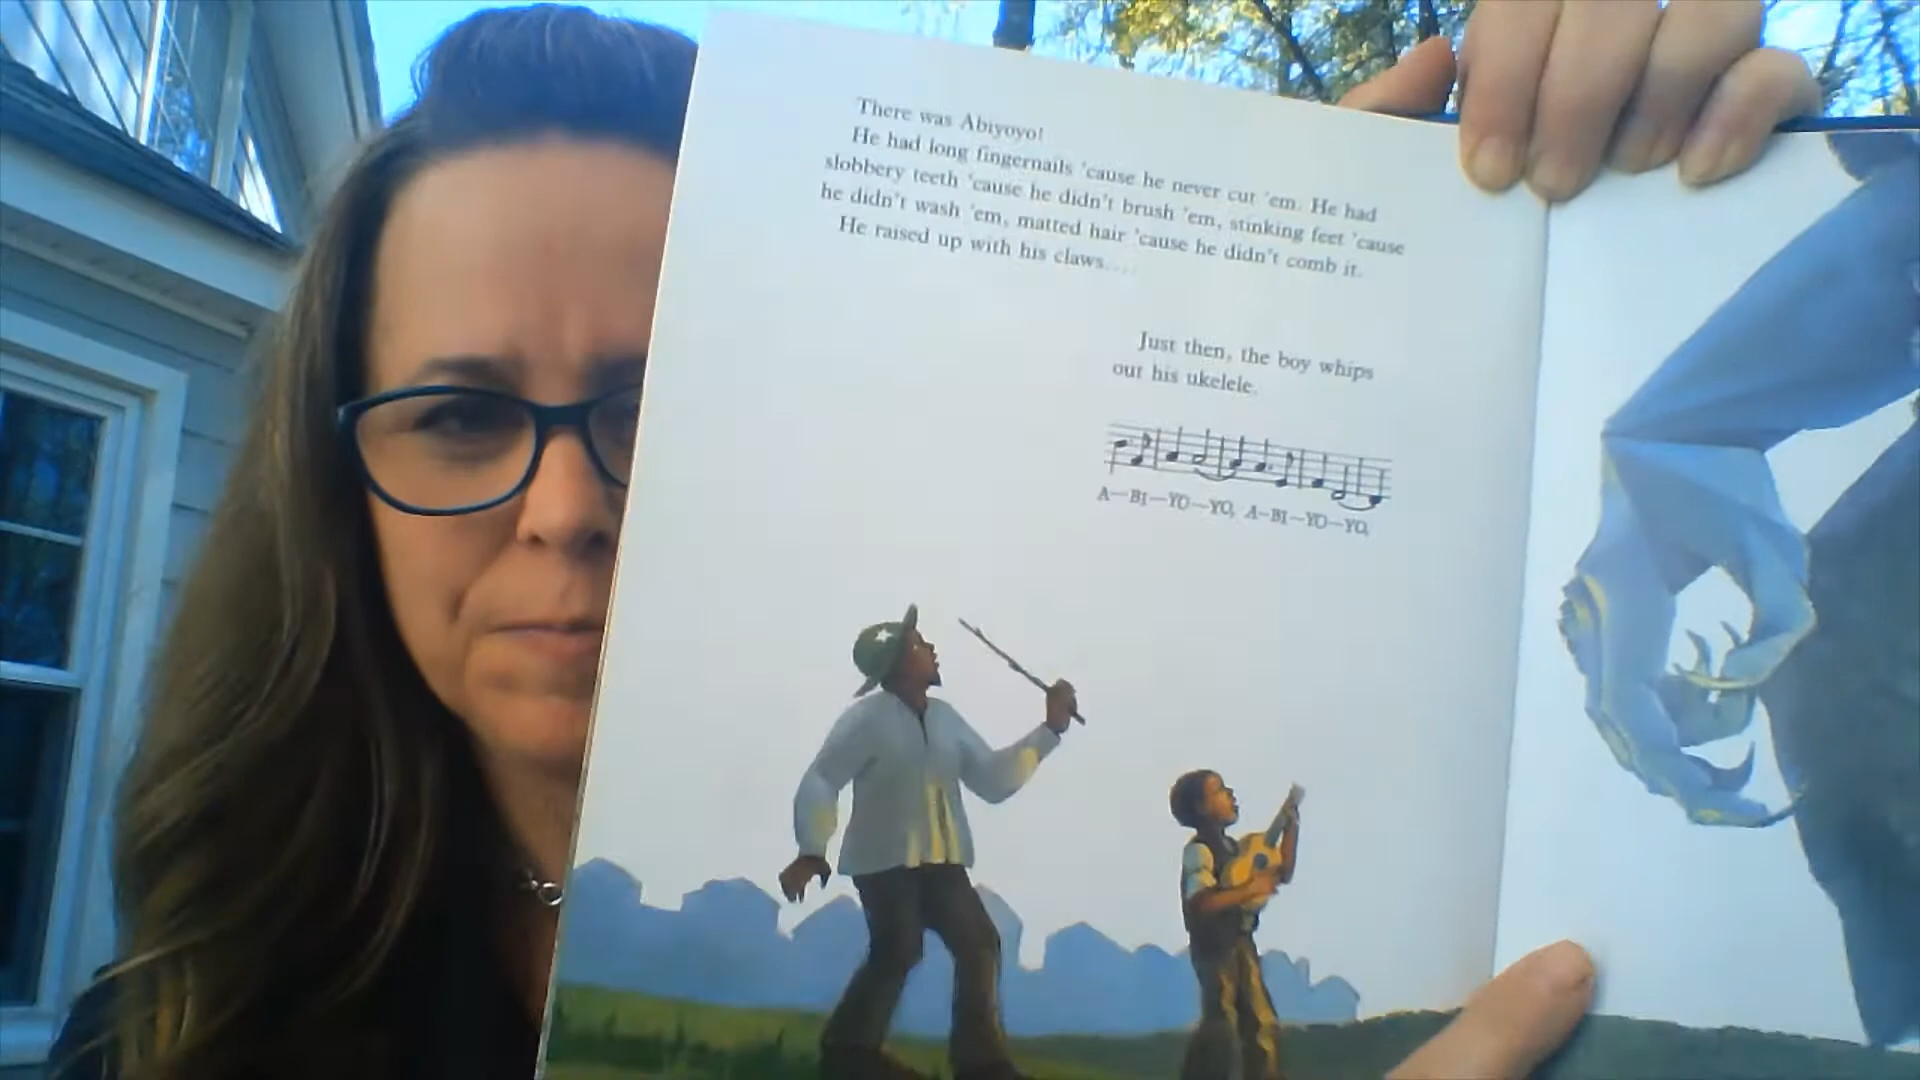 There was Abiyoyo!
He had long fingernails 'cause he never cut 'em. He had
slobbery teeth 'cause he didn't brush 'em, stinking feet 'cause
he didn't wash 'em, matted hair 'cause he didn't comb it.
He raised up with his claws....
Just then, the boy whips
out his ukelele.
A—BI—YO—YO, A—BI—YO—YO,